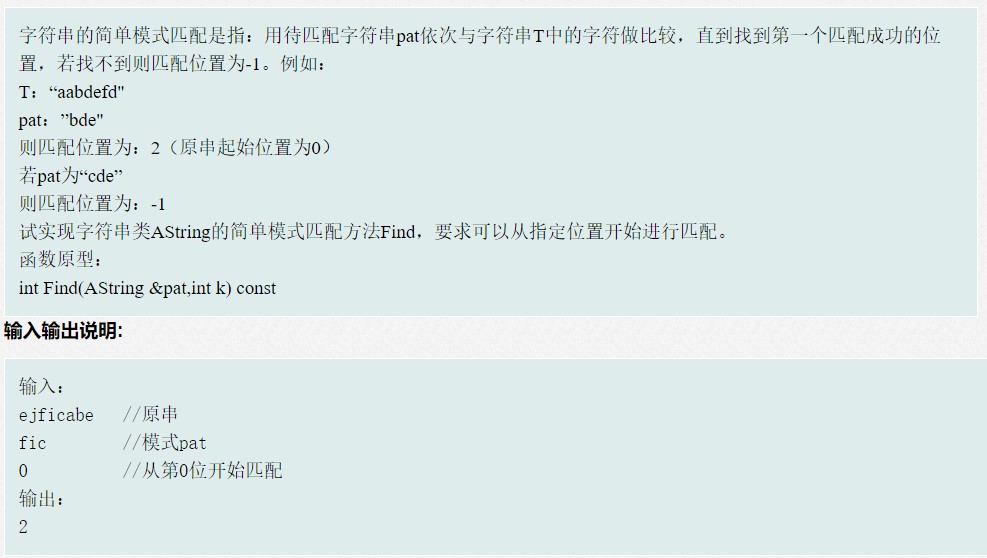 字符串的简单模式匹配是指：用待匹配字符串pat依次与字符串T中的字符做比较，直到找到第一个匹配成功的位
置，若找不到则匹配位置为-1。例如：
T：“aabdefd"
pat：”bde"
则匹配位置为：2（原串起始位置为0）
若pat为“cde”
则匹配位置为：-1
试实现字符串类AString的简单模式匹配方法Find，要求可以从指定位置开始进行匹配。
函数原型：
int Find(AString &pat,int k) const
输入输出说明:
输入：
ejficabe //原串
fic //模式pat
0 //从第0位开始匹配
输出：
2